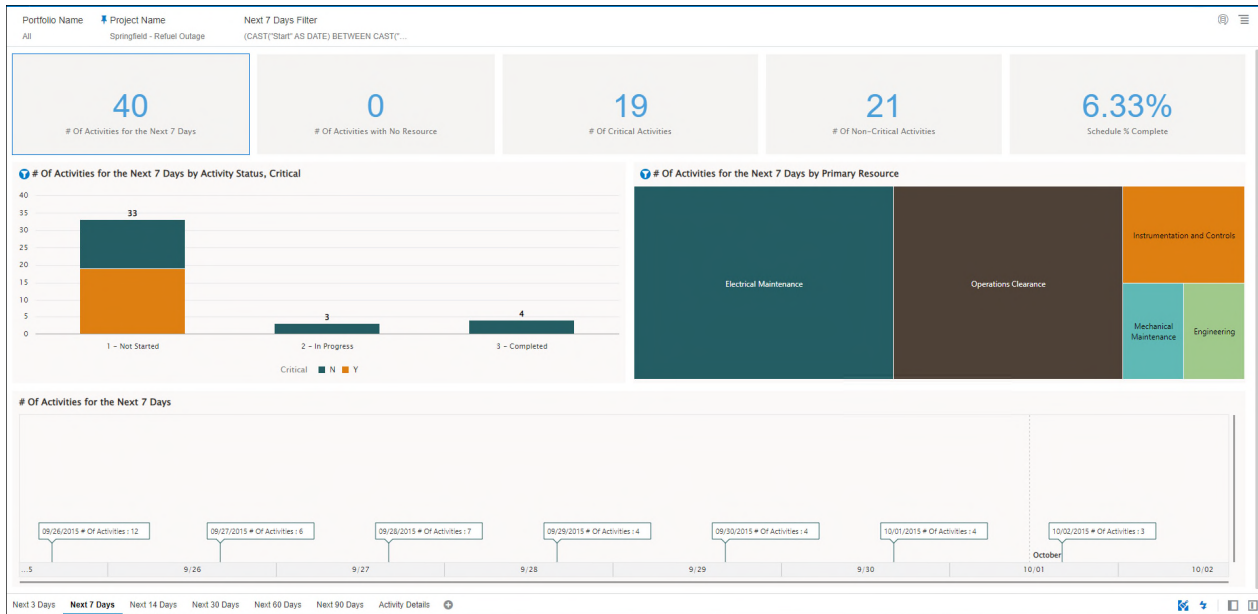 Portfolio Name Project Name Next 7 Days Filter
All Springfield - Refuel Outage (CAST("Start" AS DATE) BETWEEN CAST("...
40 0 19 21 6.33%
# Of Activities for the Next 7 Days # Of Activities with No Resource # Of Critical Activities # Of Non-Critical Activities Schedule % Complete
# Of Activities for the Next 7 Days by Activity Status, Critical
40
35
30
25
20
15
10
5
0
33
3
4
1 - Not Started 2 - In Progress 3 - Completed
Critical N Y
# Of Activities for the Next 7 Days by Primary Resource
Electrical Maintenance
Operations Clearance
Instrumentation and Controls
Mechanical
Maintenance
Engineering
# Of Activities for the Next 7 Days
09/26/2015 # Of Activities : 12 09/27/2015 # Of Activities : 6 09/28/2015 # Of Activities : 7 09/29/2015 # Of Activities : 4 09/30/2015 # Of Activities : 4 10/01/2015 # Of Activities : 4 10/02/2015 # Of Activities : 3
October
...5 9/26 9/27 9/28 9/29 9/30 10/01 10/02
Next 3 Days Next 7 Days Next 14 Days Next 30 Days Next 60 Days Next 90 Days Activity Details